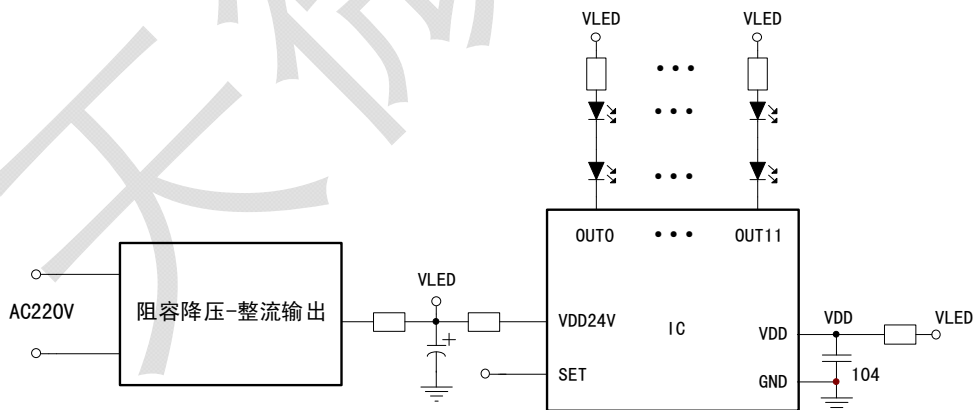 VLED
VLED
OUT0
OUT11
AC220V
阻容降压-整流输出
VLED
VDD24V
IC
VDD
VDD
VLED
SET
GND
104